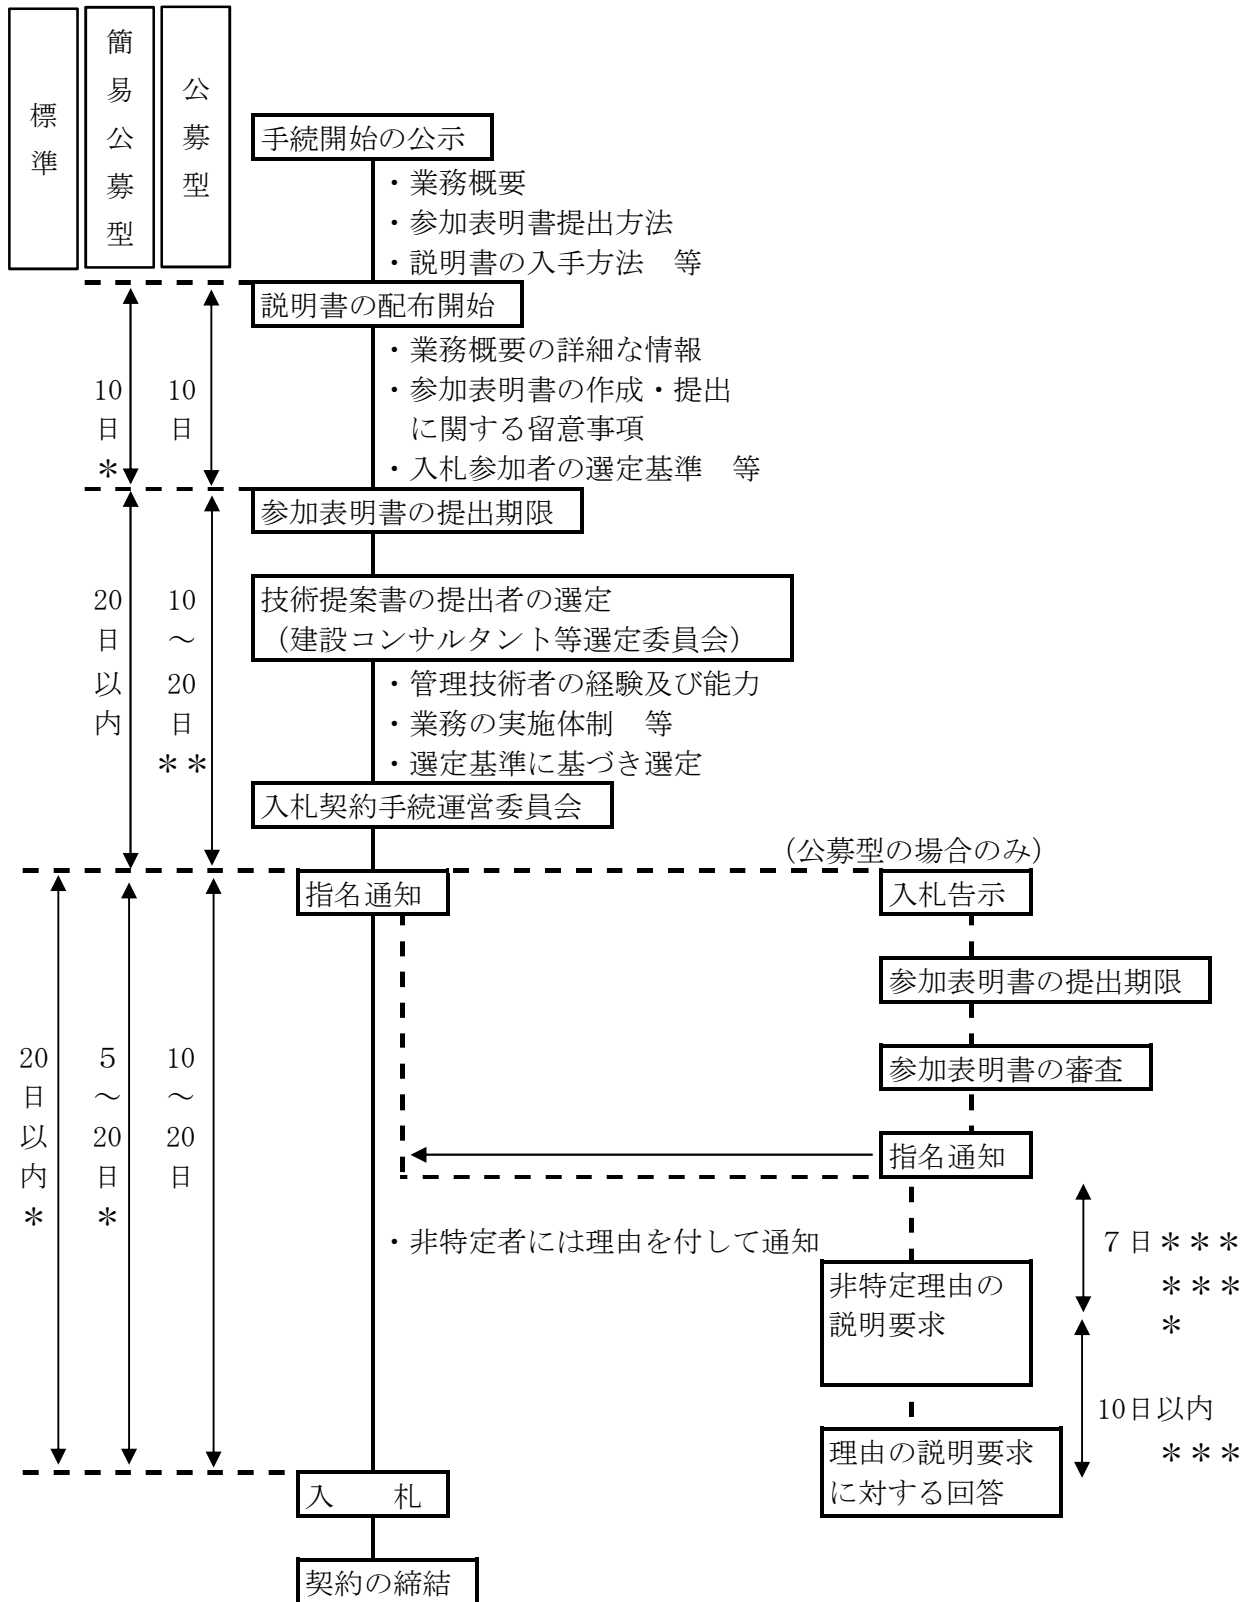 標準
簡易公募型
公募型
手続開始の公示
・業務概要
・参加表明書提出方法
・説明書の入手方法　等
説明書の配布開始
・業務概要の詳細な情報
・参加表明書の作成・提出
に関する留意事項
・入札参加者の選定基準　等
10日＊
10日
参加表明書の提出期限
技術提案書の提出者の選定
（建設コンサルタント等選定委員会）
・管理技術者の経験及び能力
・業務の実施体制　等
・選定基準に基づき選定
20日以内
10～20日＊＊
入札契約手続運営委員会
（公募型の場合のみ）
指名通知
入札告示
参加表明書の提出期限
参加表明書の審査
指名通知
20日以内＊
５～20日＊
10～20日
・非特定者には理由を付して通知
７日＊＊＊
＊＊＊
＊
非特定理由の
説明要求
10日以内
＊＊＊
理由の説明要求
に対する回答
入　　札
契約の締結